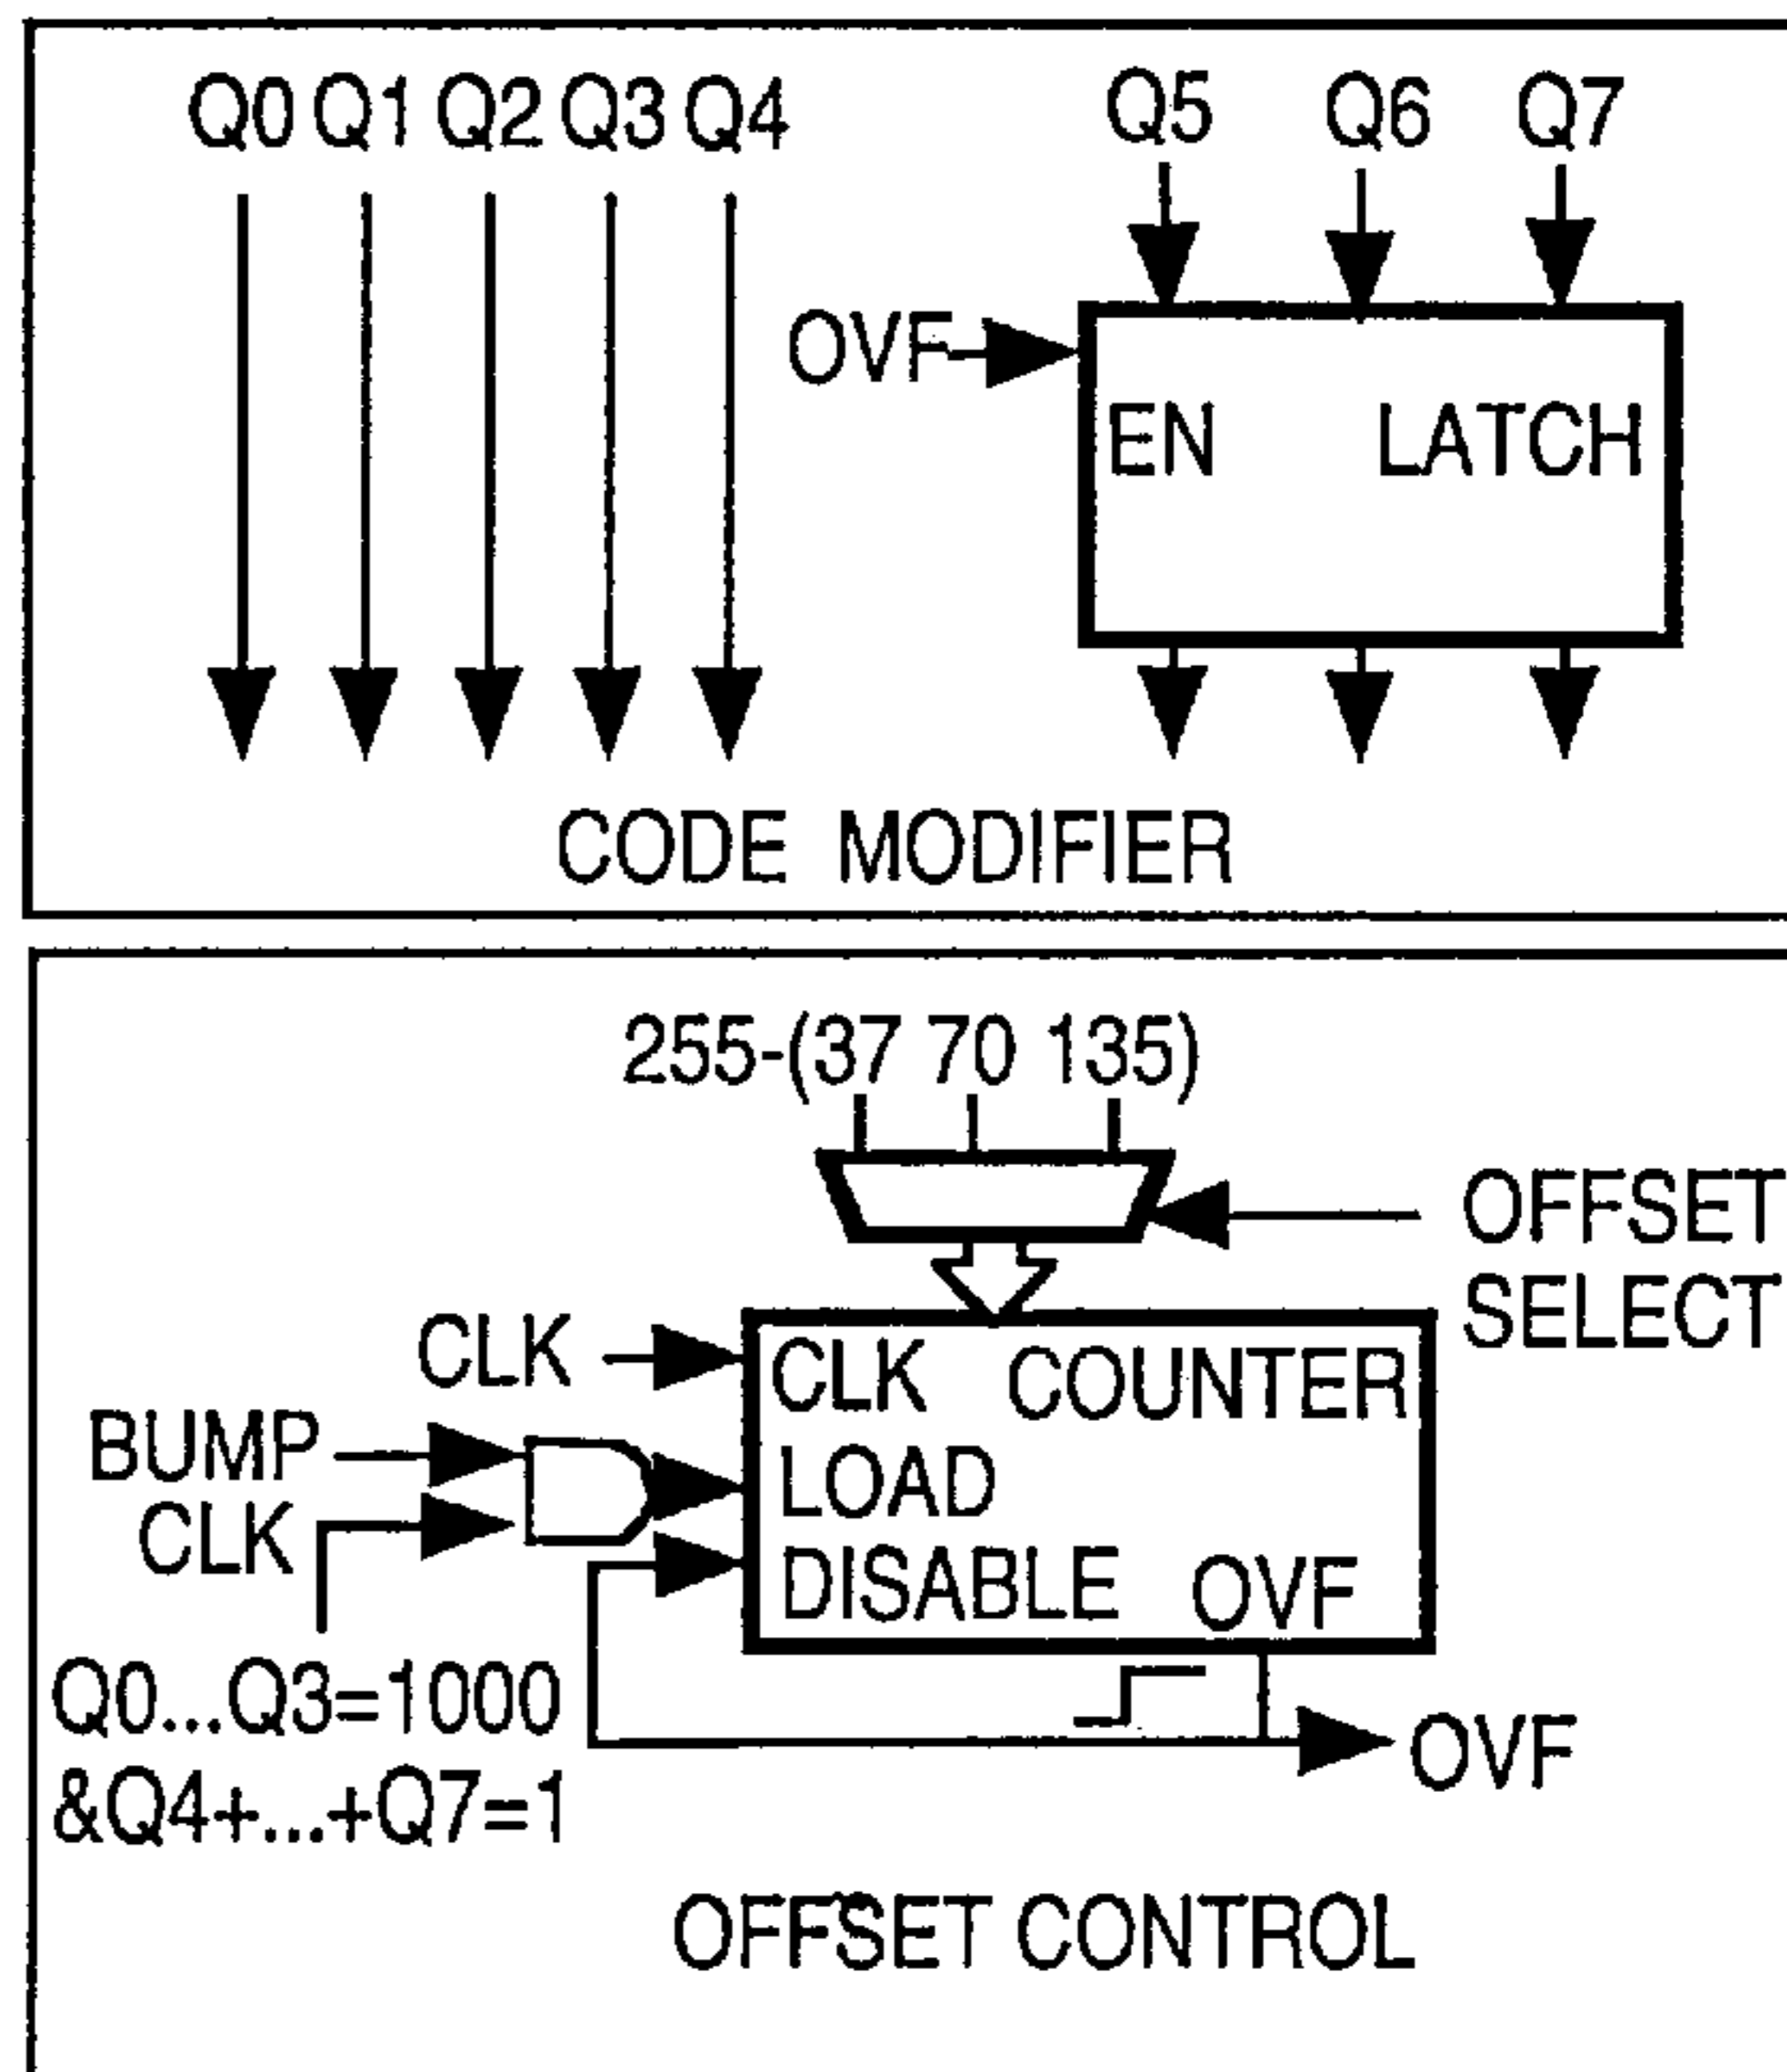 Q0 Q1 Q2 Q3 Q4 Q5 Q6 Q7
OVF
EN LATCH
CODE MODIFIER
255-(37 70 135)
OFFSET
SELECT
CLK
CLK COUNTER
BUMP
LOAD
CLK
DISABLE OVF
Q0...Q3=1000
&Q4+...+Q7=1
OVF
OFFSET CONTROL